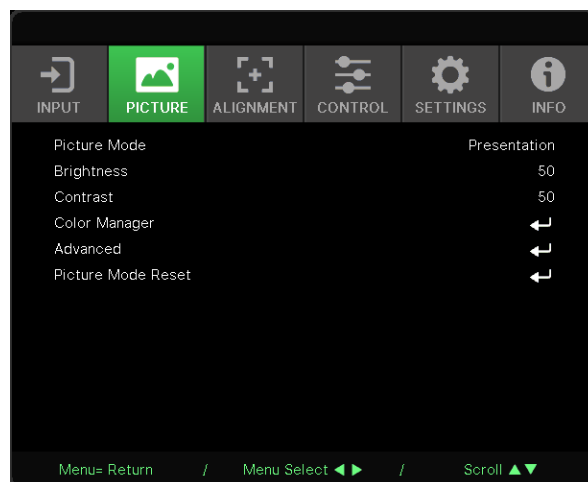 INPUT PICTURE ALIGNMENT CONTROL SETTINGS INFO
Picture Mode Presentation
Brightness 50
Contrast 50
Color Manager
Advanced
Picture Mode Reset
Menu= Return / Menu Select ◀ ▶ / Scroll ▲▼